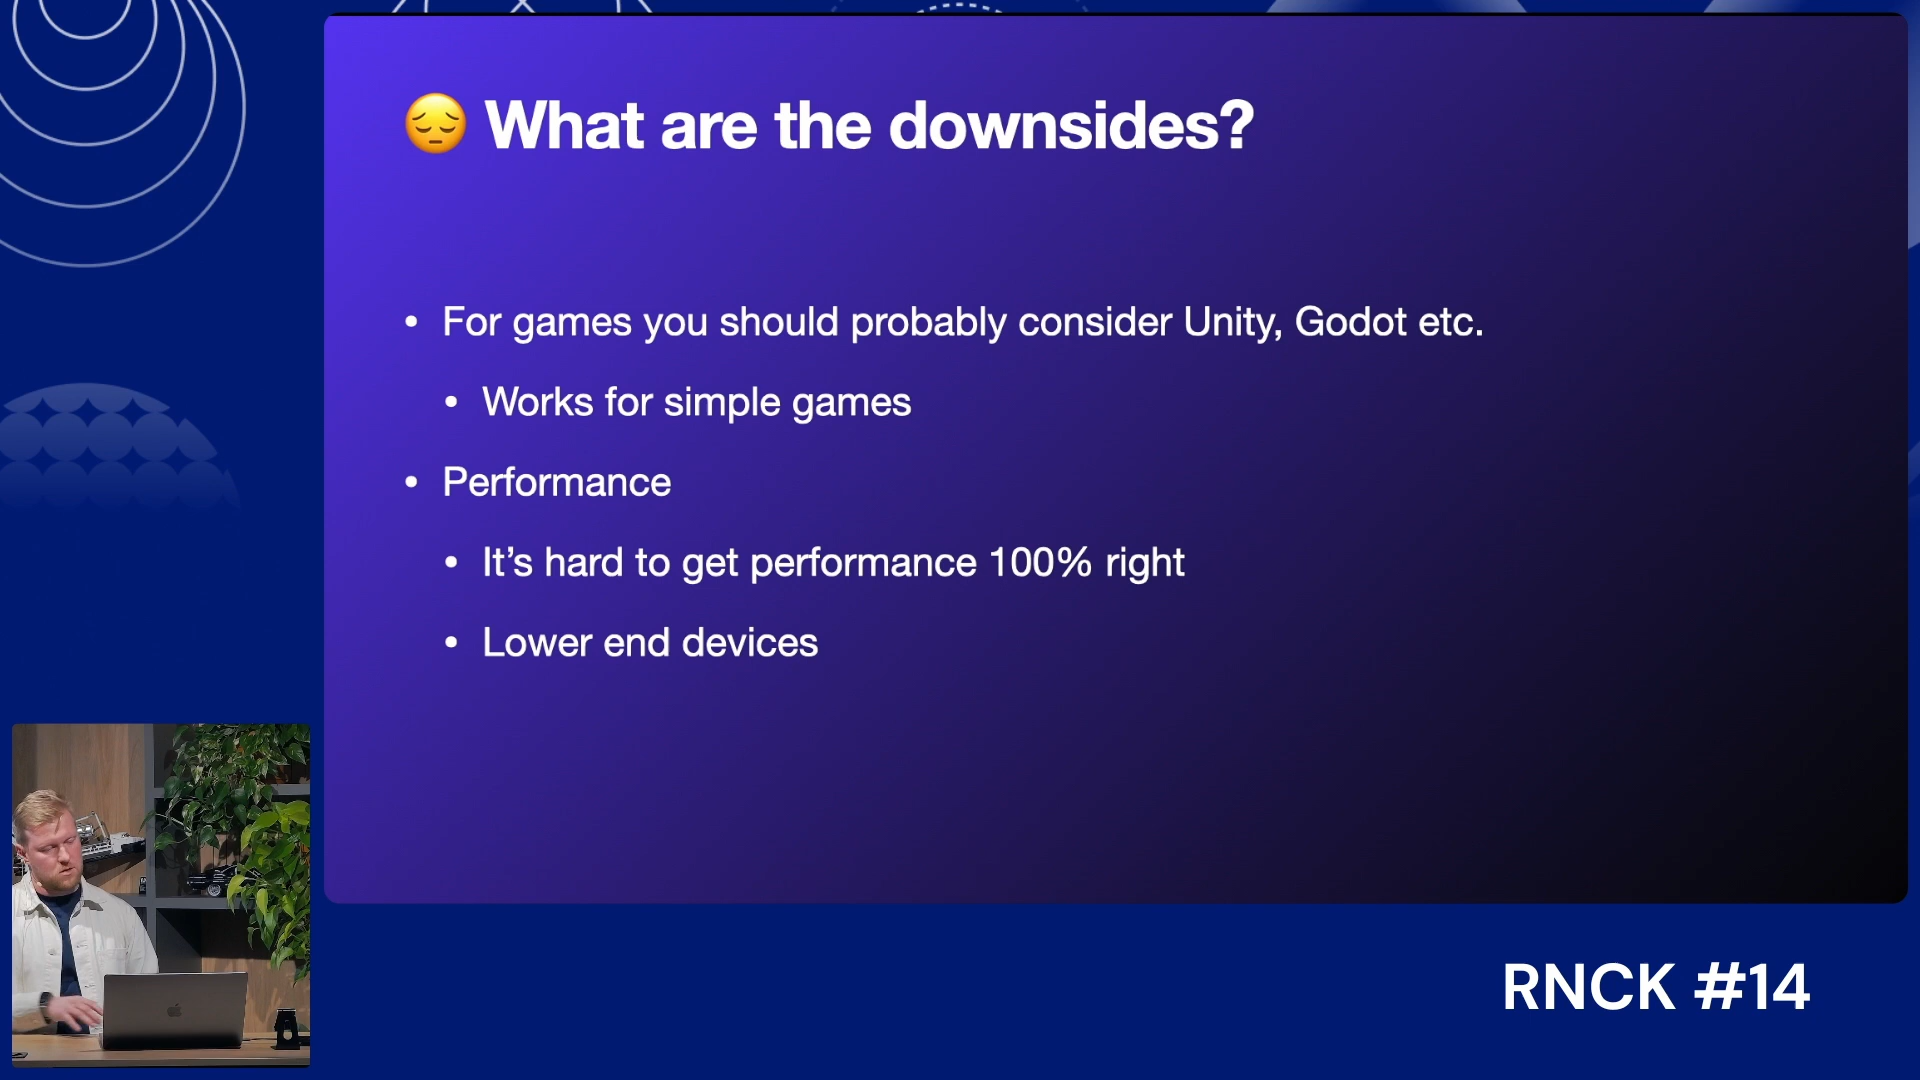 😔 What are the downsides?
• For games you should probably consider Unity, Godot etc.
• Works for simple games
• Performance
• It’s hard to get performance 100% right
• Lower end devices
RNCK #14